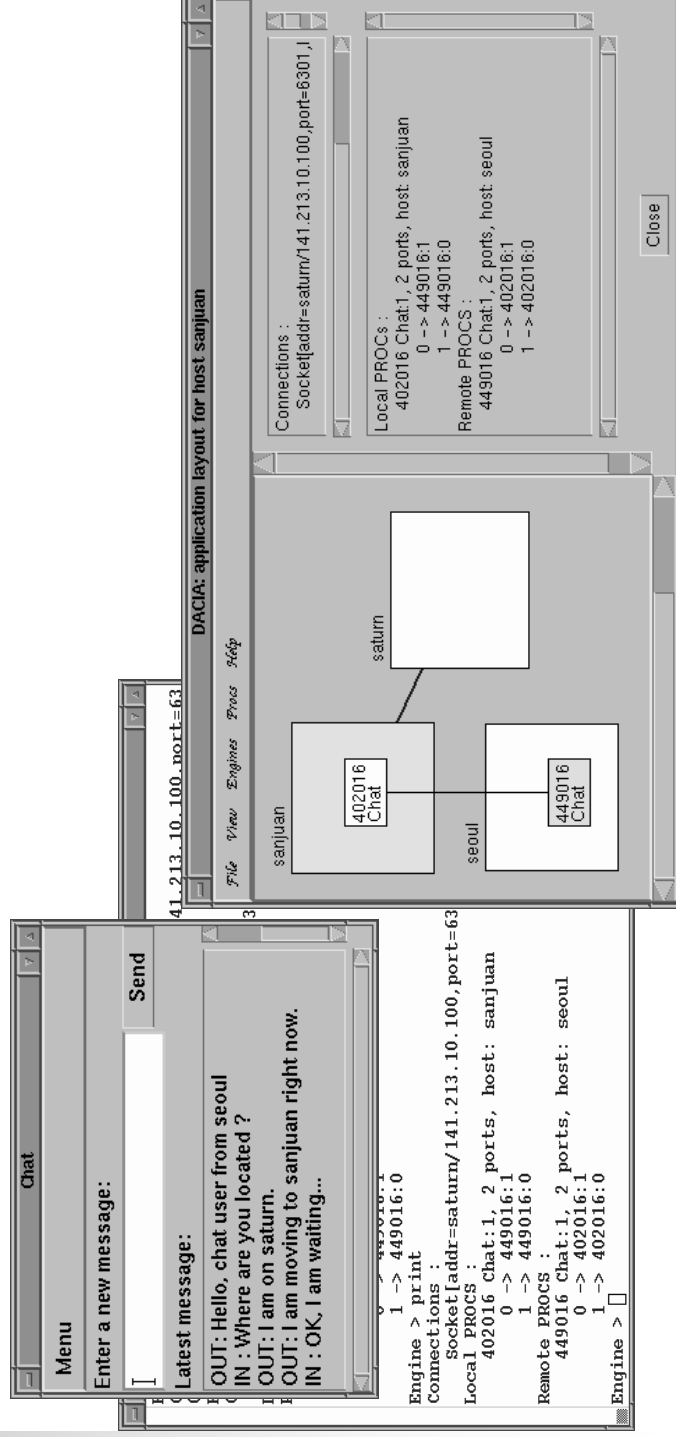 Chat
Menu
Enter a new message:
Send
Latest message:
OUT: Hello, chat user from seoul
IN : Where are you located ?
OUT: I am on saturn.
OUT: I am moving to sanjuan right now.
IN : OK, I am waiting...
41.213.10.100,port=63
3
1 -> 449016:0
Engine > print
Connections :
Socket[addr=saturn/141.213.10.100,port=63
Local PROCS :
402016 Chat:1, 2 ports, host: sanjuan
0 -> 449016:1
1 -> 449016:0
Remote PROCS :
449016 Chat:1, 2 ports, host: seoul
0 -> 402016:1
1 -> 402016:0
Engine >
DACIA: application layout for host sanjuan
File View Engines Procs Help
sanjuan
402016
Chat
saturn
seoul
449016
Chat
Connections :
Socket[addr=saturn/141.213.10.100,port=6301,l
Local PROCs :
402016 Chat:1, 2 ports, host: sanjuan
0 -> 449016:1
1 -> 449016:0
Remote PROCS :
449016 Chat:1, 2 ports, host: seoul
0 -> 402016:1
1 -> 402016:0
Close